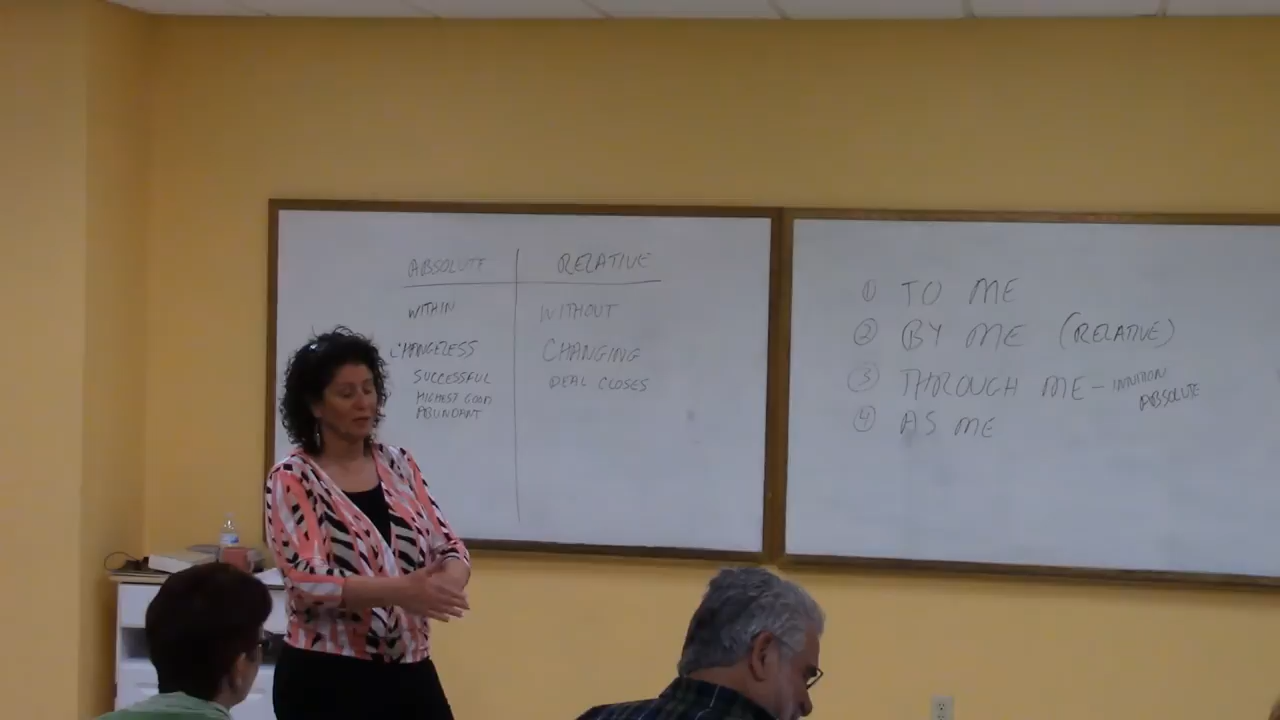 ABSOLUTE RELATIVE
WITHIN WITHOUT
CHANGELESS CHANGING
SUCCESSFUL DEAL CLOSES
HIGHEST GOOD
ABUNDANT
① TO ME
② BY ME (RELATIVE)
③ THROUGH ME -
ABSOLUTE
④ AS ME